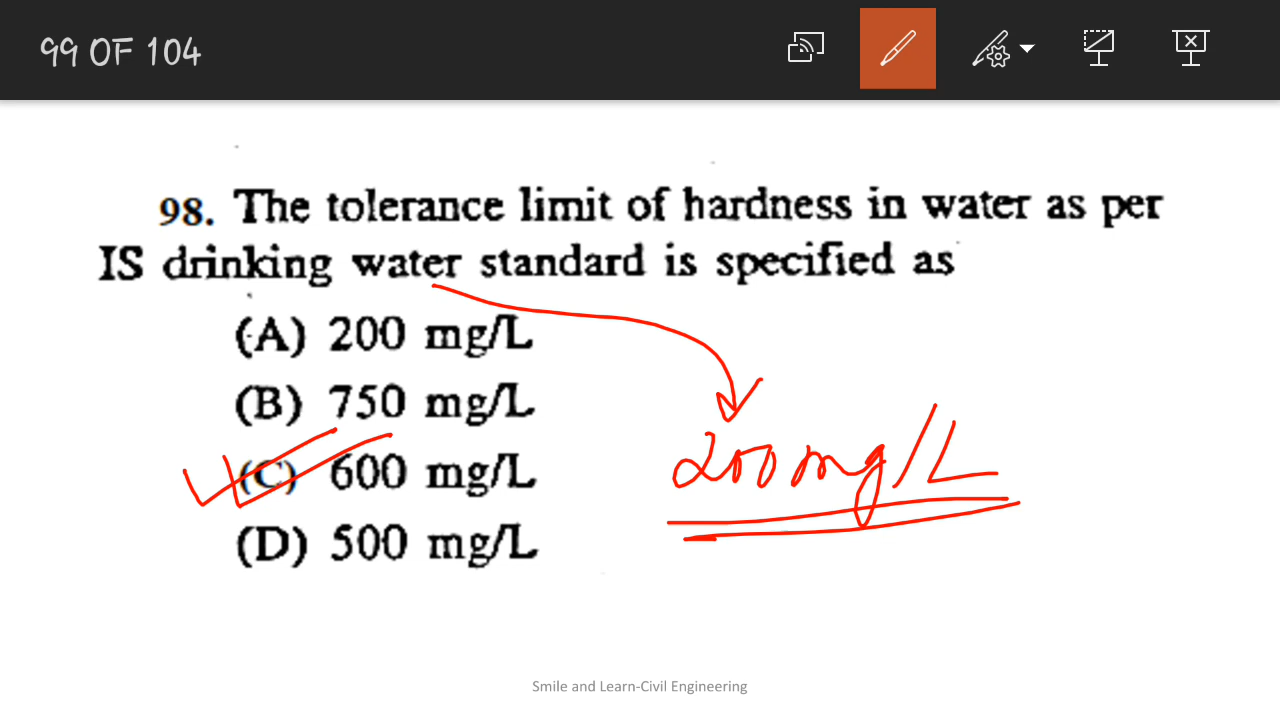 99 OF 104
98. The tolerance limit of hardness in water as per
IS drinking water standard is specified as
(A) 200 mg/L
(B) 750 mg/L
(C) 600 mg/L
(D) 500 mg/L
200 mg/L
Smile and Learn-Civil Engineering